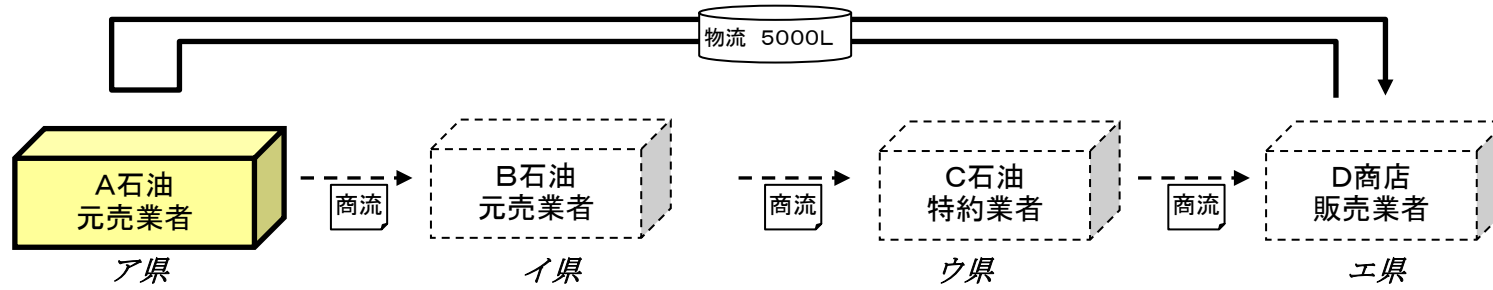 物流 5000L
A石油
元売業者
商流
B石油
元売業者
商流
C石油
特約業者
商流
D商店
販売業者
ア県
イ県
ウ県
エ県